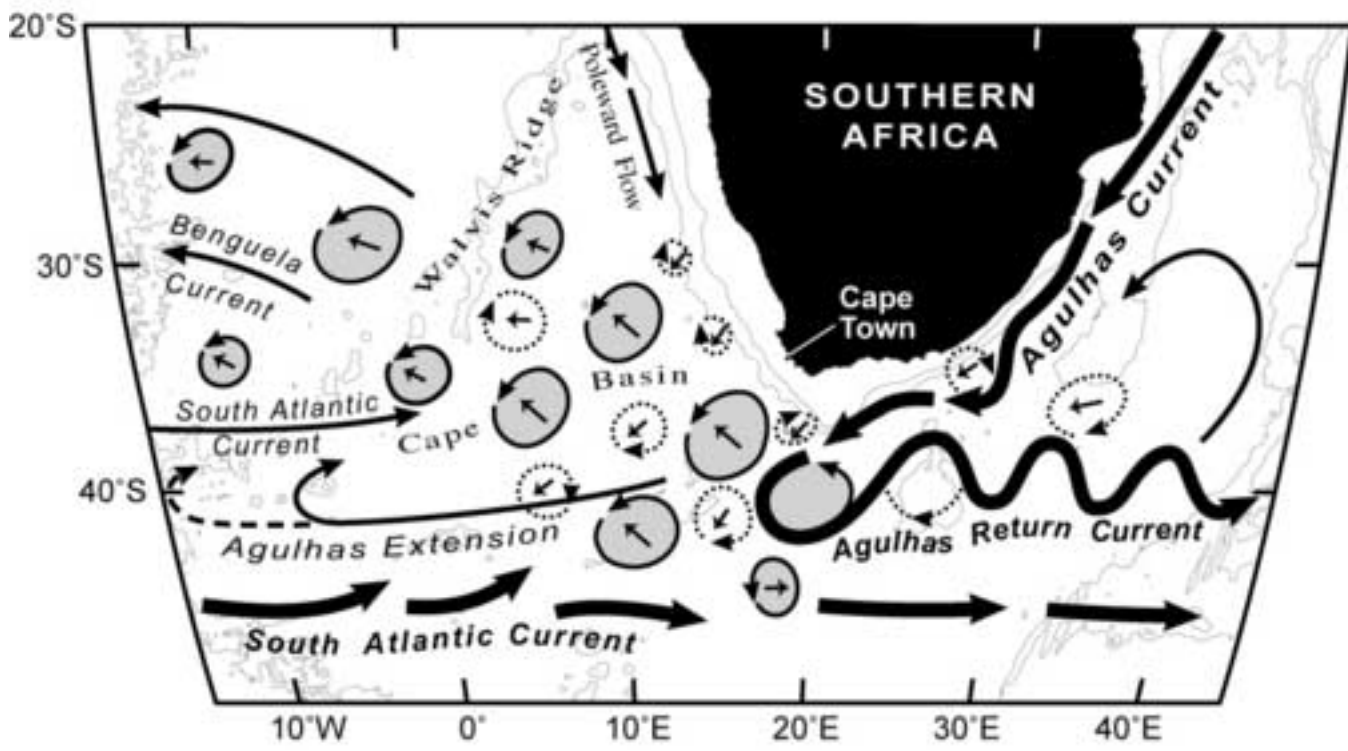 20°S
30°S
40°S
10°W
0°
10°E
20°E
30°E
40°E
SOUTHERN
AFRICA
Cape
Town
Agulhas Current
Poleward Flow
Walvis Ridge
Benguela
Current
South Atlantic
Current
Cape
Basin
Agulhas Extension
Agulhas Return Current
South Atlantic Current